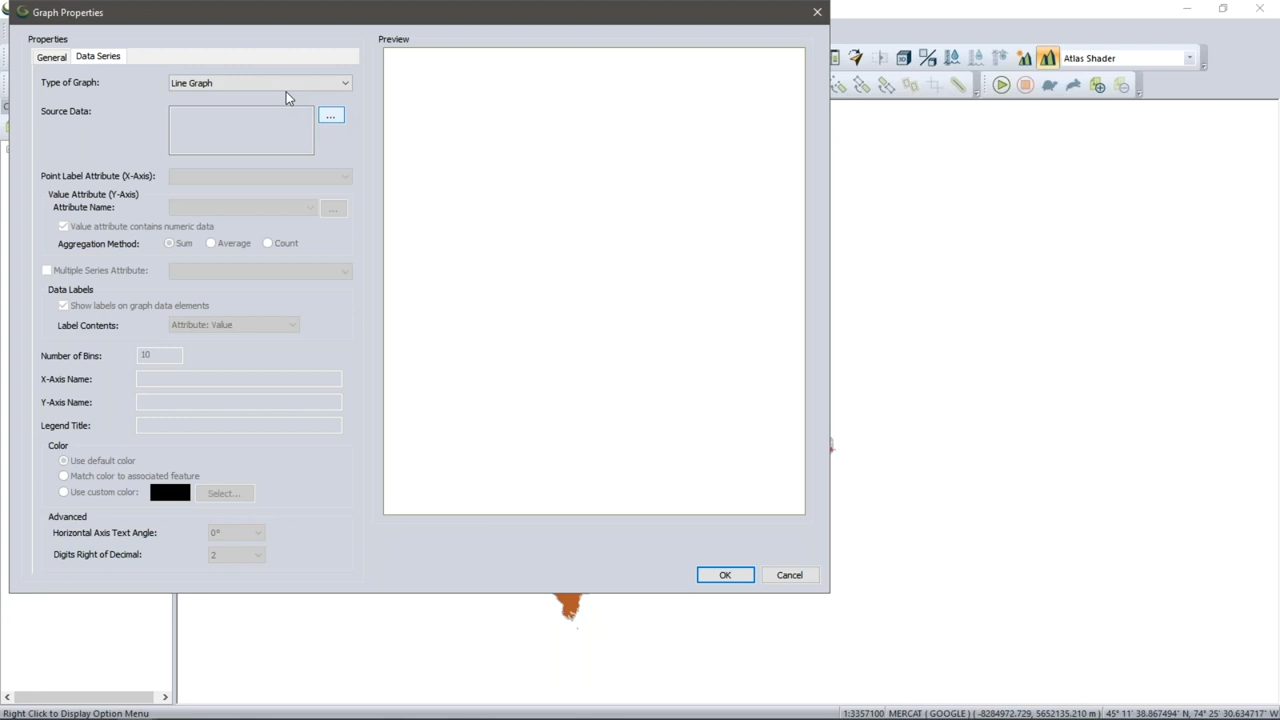 Graph Properties
Properties
Preview
General
Data Series
Type of Graph:
Line Graph
Source Data:
...
Point Label Attribute (X-Axis):
Value Attribute (Y-Axis)
Attribute Name:
...
Value attribute contains numeric data
Aggregation Method:
Sum
Average
Count
Multiple Series Attribute:
Data Labels
Show labels on graph data elements
Label Contents:
Attribute: Value
Number of Bins:
10
X-Axis Name:
Y-Axis Name:
Legend Title:
Color
Use default color
Match color to associated feature
Use custom color:
Select...
Advanced
Horizontal Axis Text Angle:
0°
Digits Right of Decimal:
2
OK
Cancel
Atlas Shader
Right Click to Display Option Menu
1:3357100
MERCAT ( GOOGLE ) ( -8284972.729, 5652135.210 m )
45° 11' 38.867494" N, 74° 25' 30.634717" W